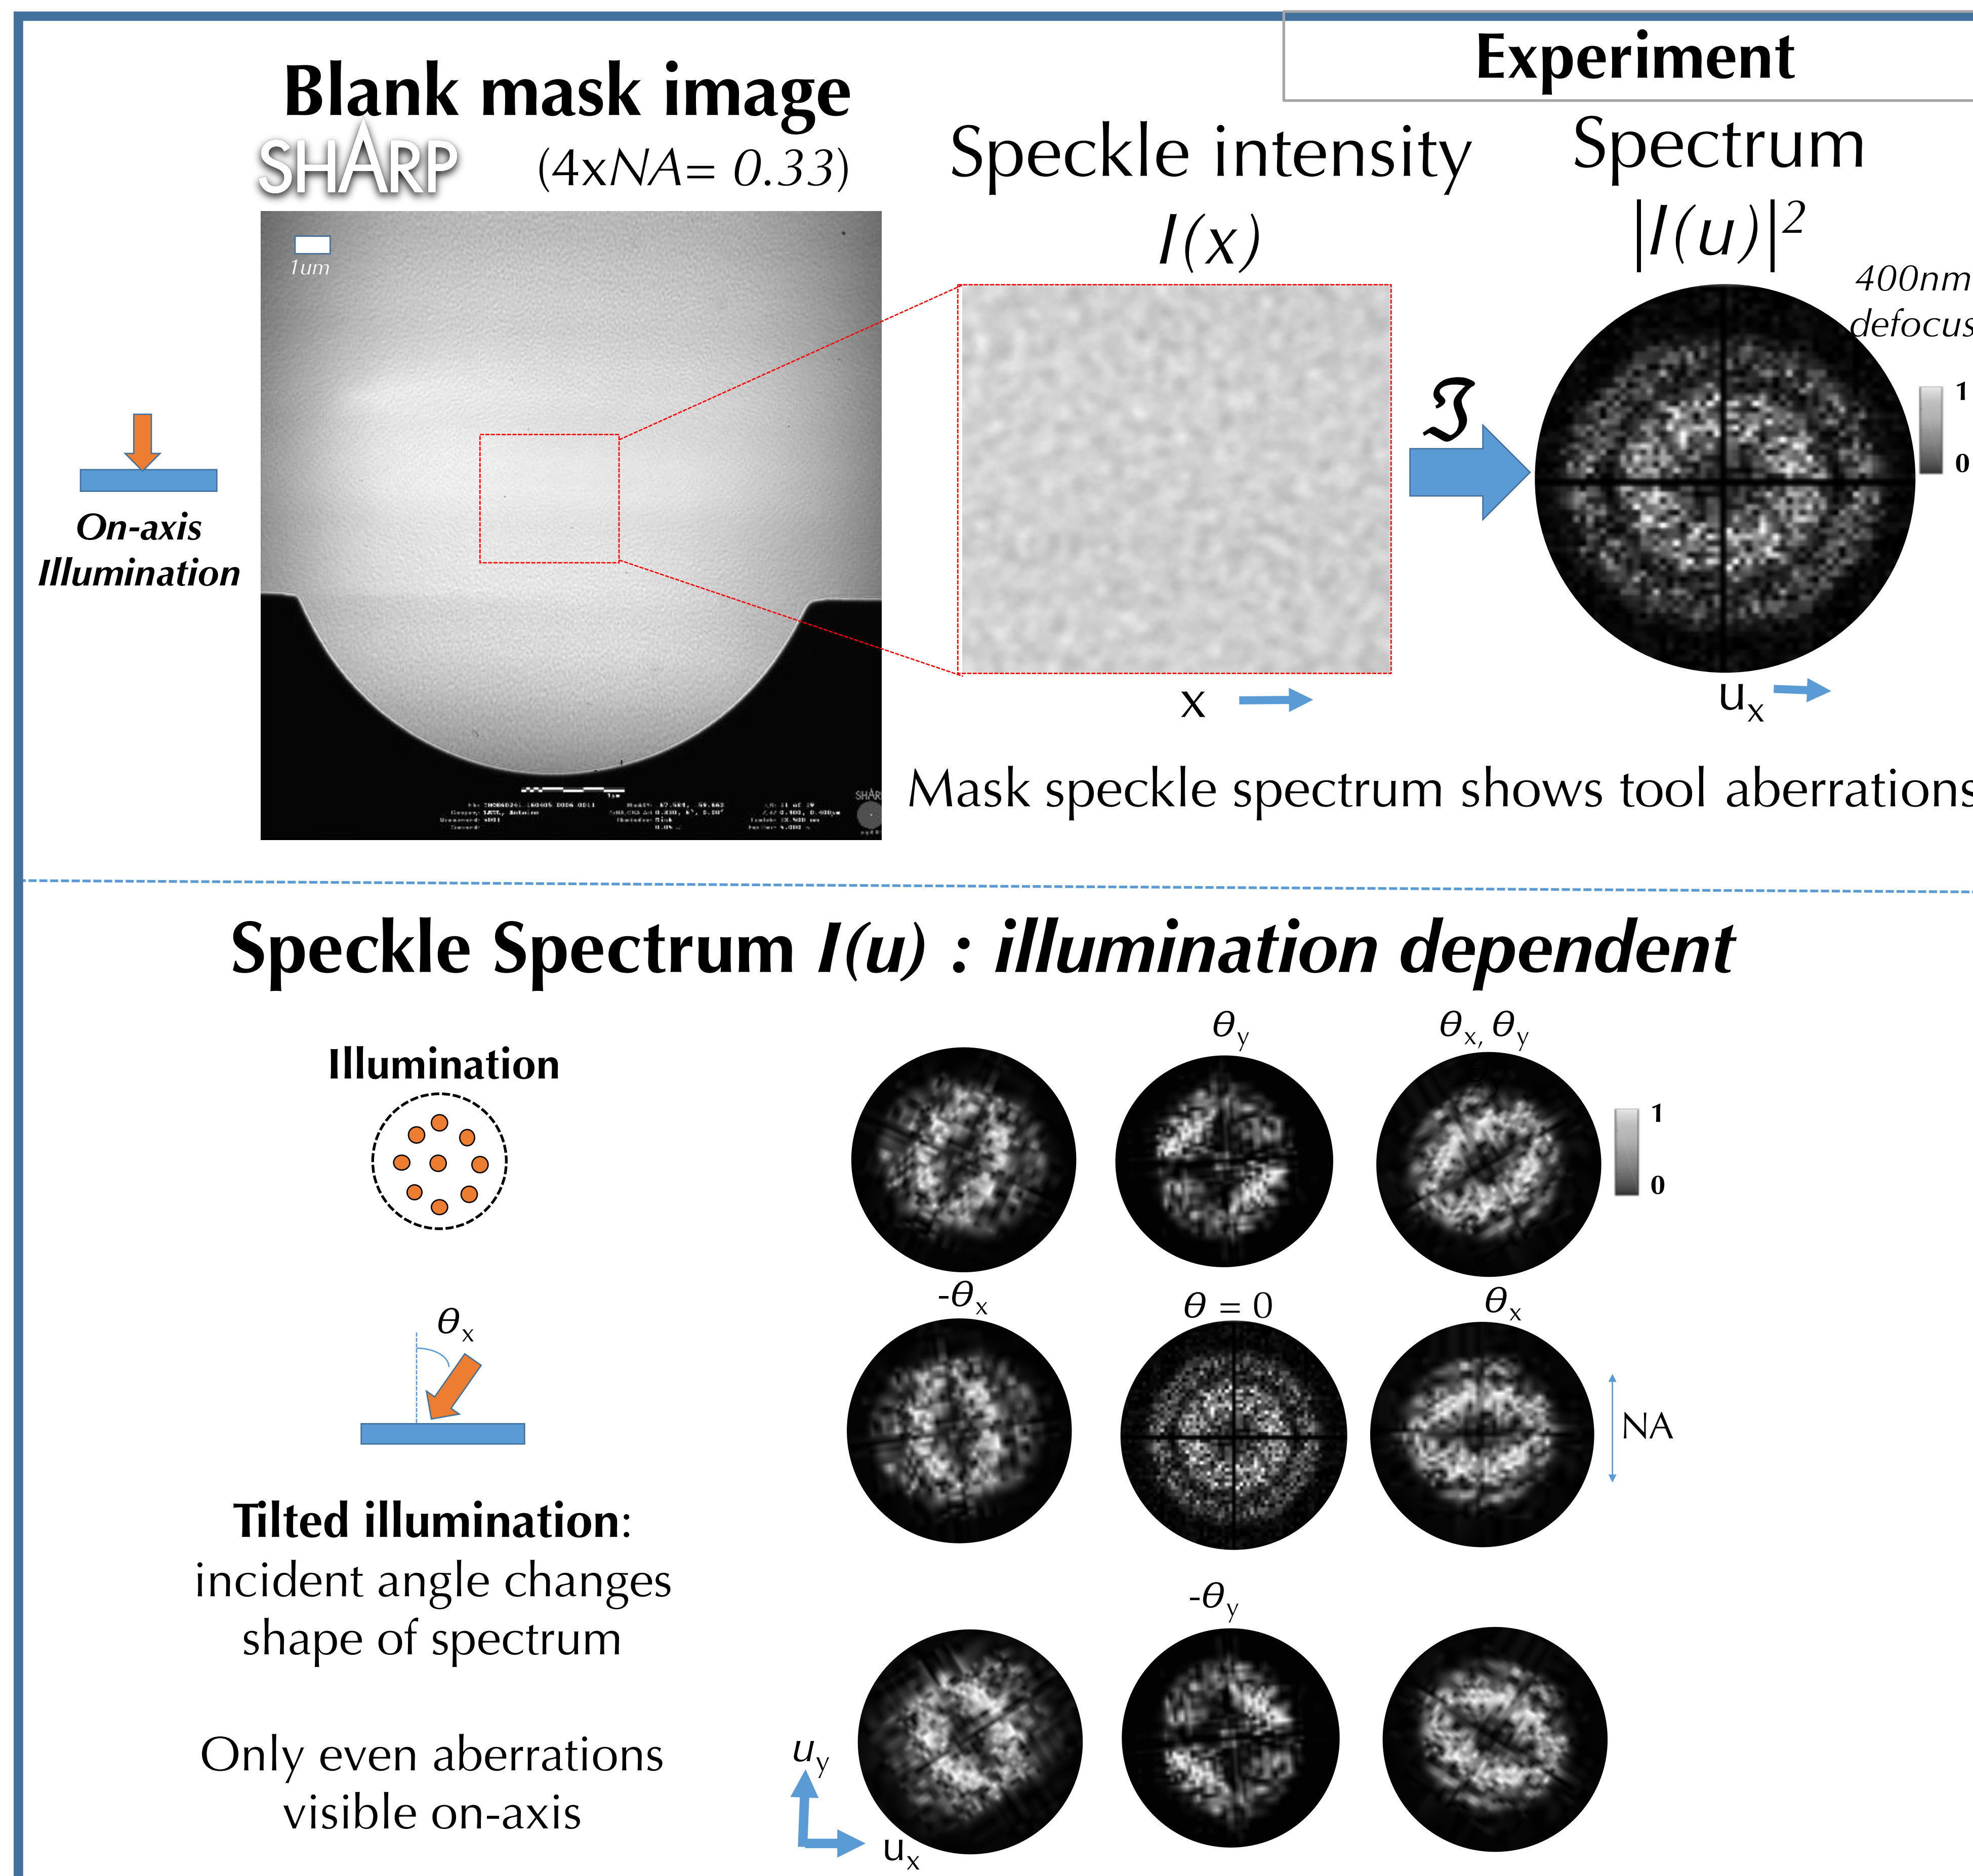 Experiment
Blank mask image
SHARP
(4xNA= 0.33)
Speckle intensity
I(x)
Spectrum
|I(u)|²
400nm
defocus
1um
1
0
ℑ
On-axis
Illumination
x
uₓ
Mask speckle spectrum shows tool aberrations
SHARP
Speckle Spectrum I(u) : illumination dependent
Illumination
θy
θx, θy
1
0
θx
-θx
θ = 0
θx
NA
Tilted illumination:
incident angle changes
shape of spectrum
-θy
Only even aberrations
visible on-axis
uy
ux